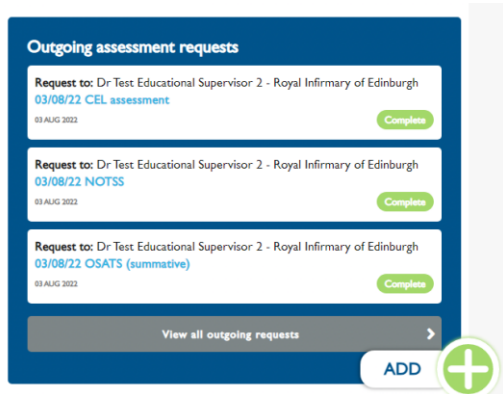 Outgoing assessment requests
Request to: Dr Test Educational Supervisor 2 - Royal Infirmary of Edinburgh
03/08/22 CEL assessment
03 AUG 2022
Complete
Request to: Dr Test Educational Supervisor 2 - Royal Infirmary of Edinburgh
03/08/22 NOTSS
03 AUG 2022
Complete
Request to: Dr Test Educational Supervisor 2 - Royal Infirmary of Edinburgh
03/08/22 OSATS (summative)
03 AUG 2022
Complete
View all outgoing requests
ADD